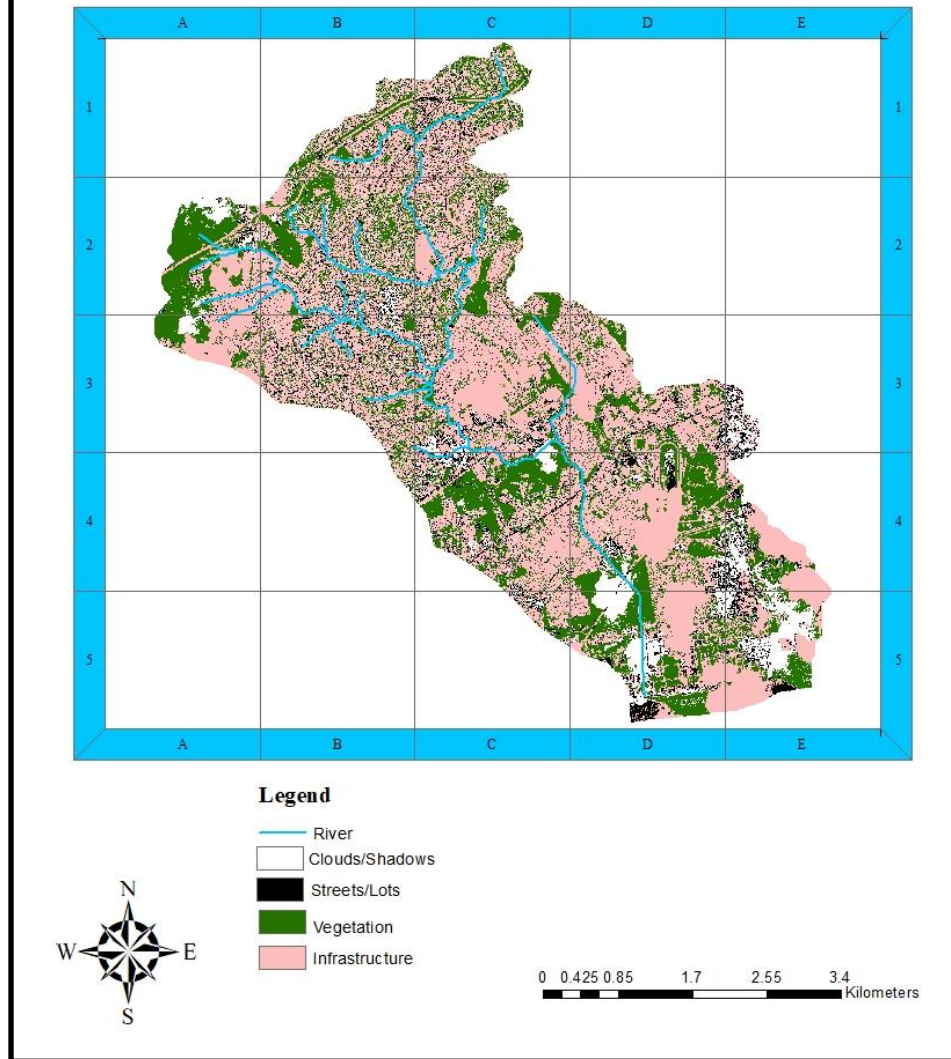 A B C D E
1 1
2 2
3 3
4 4
5 5
A B C D E
Legend
River
Clouds/Shadows
Streets/Lots
Vegetation
Infrastructure
N
W E
S
0 0.425 0.85 1.7 2.55 3.4
Kilometers